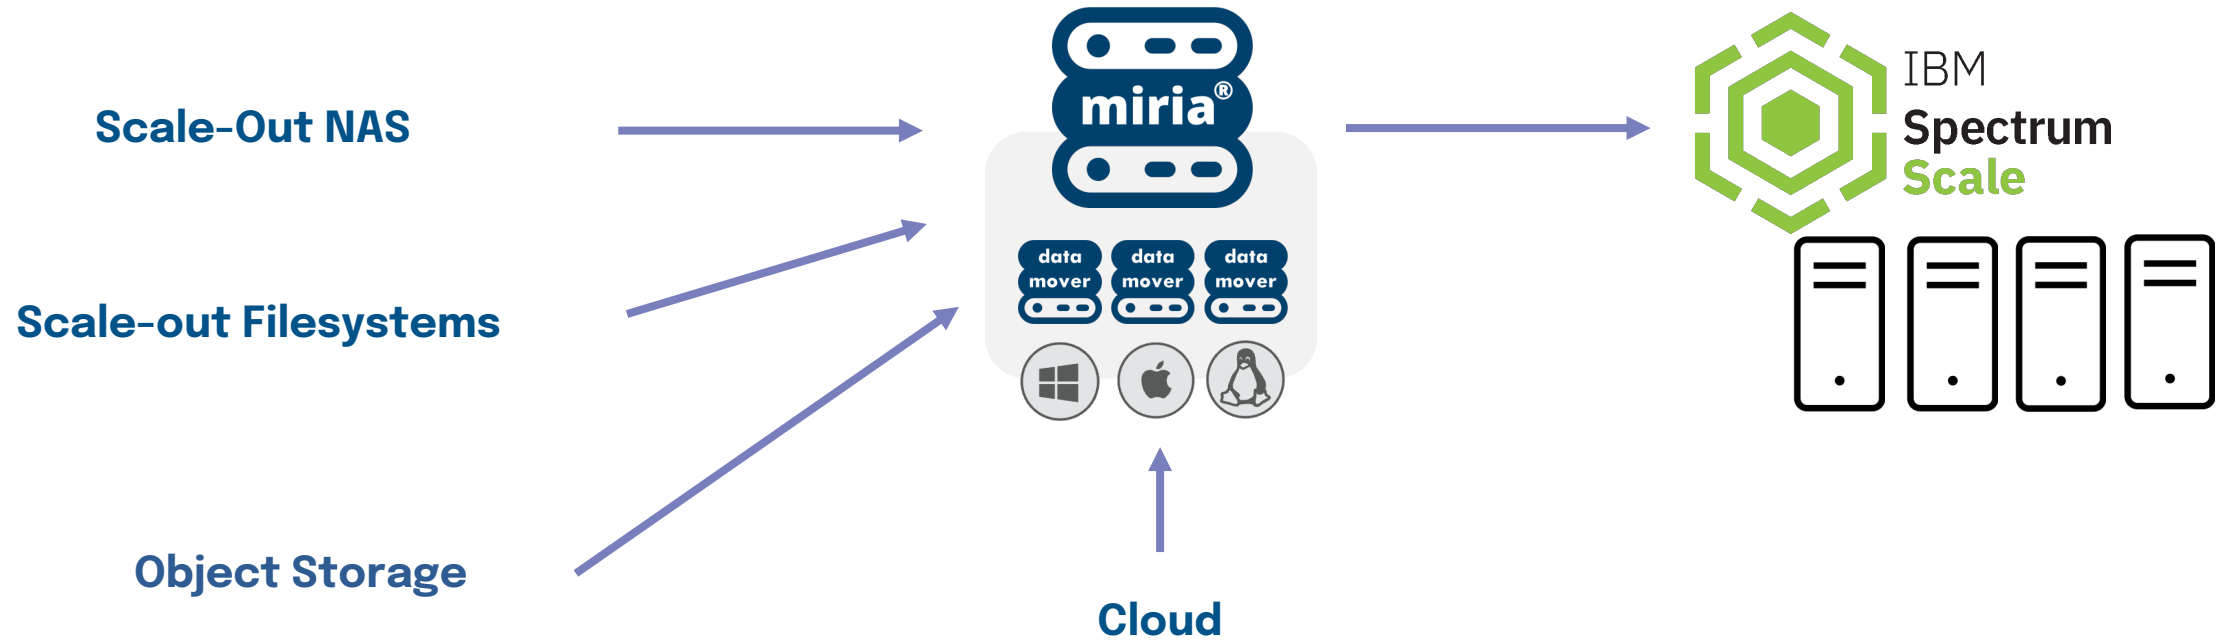 Scale-Out NAS
Scale-out Filesystems
Object Storage
miria®
data mover
data mover
data mover
Cloud
IBM
Spectrum
Scale